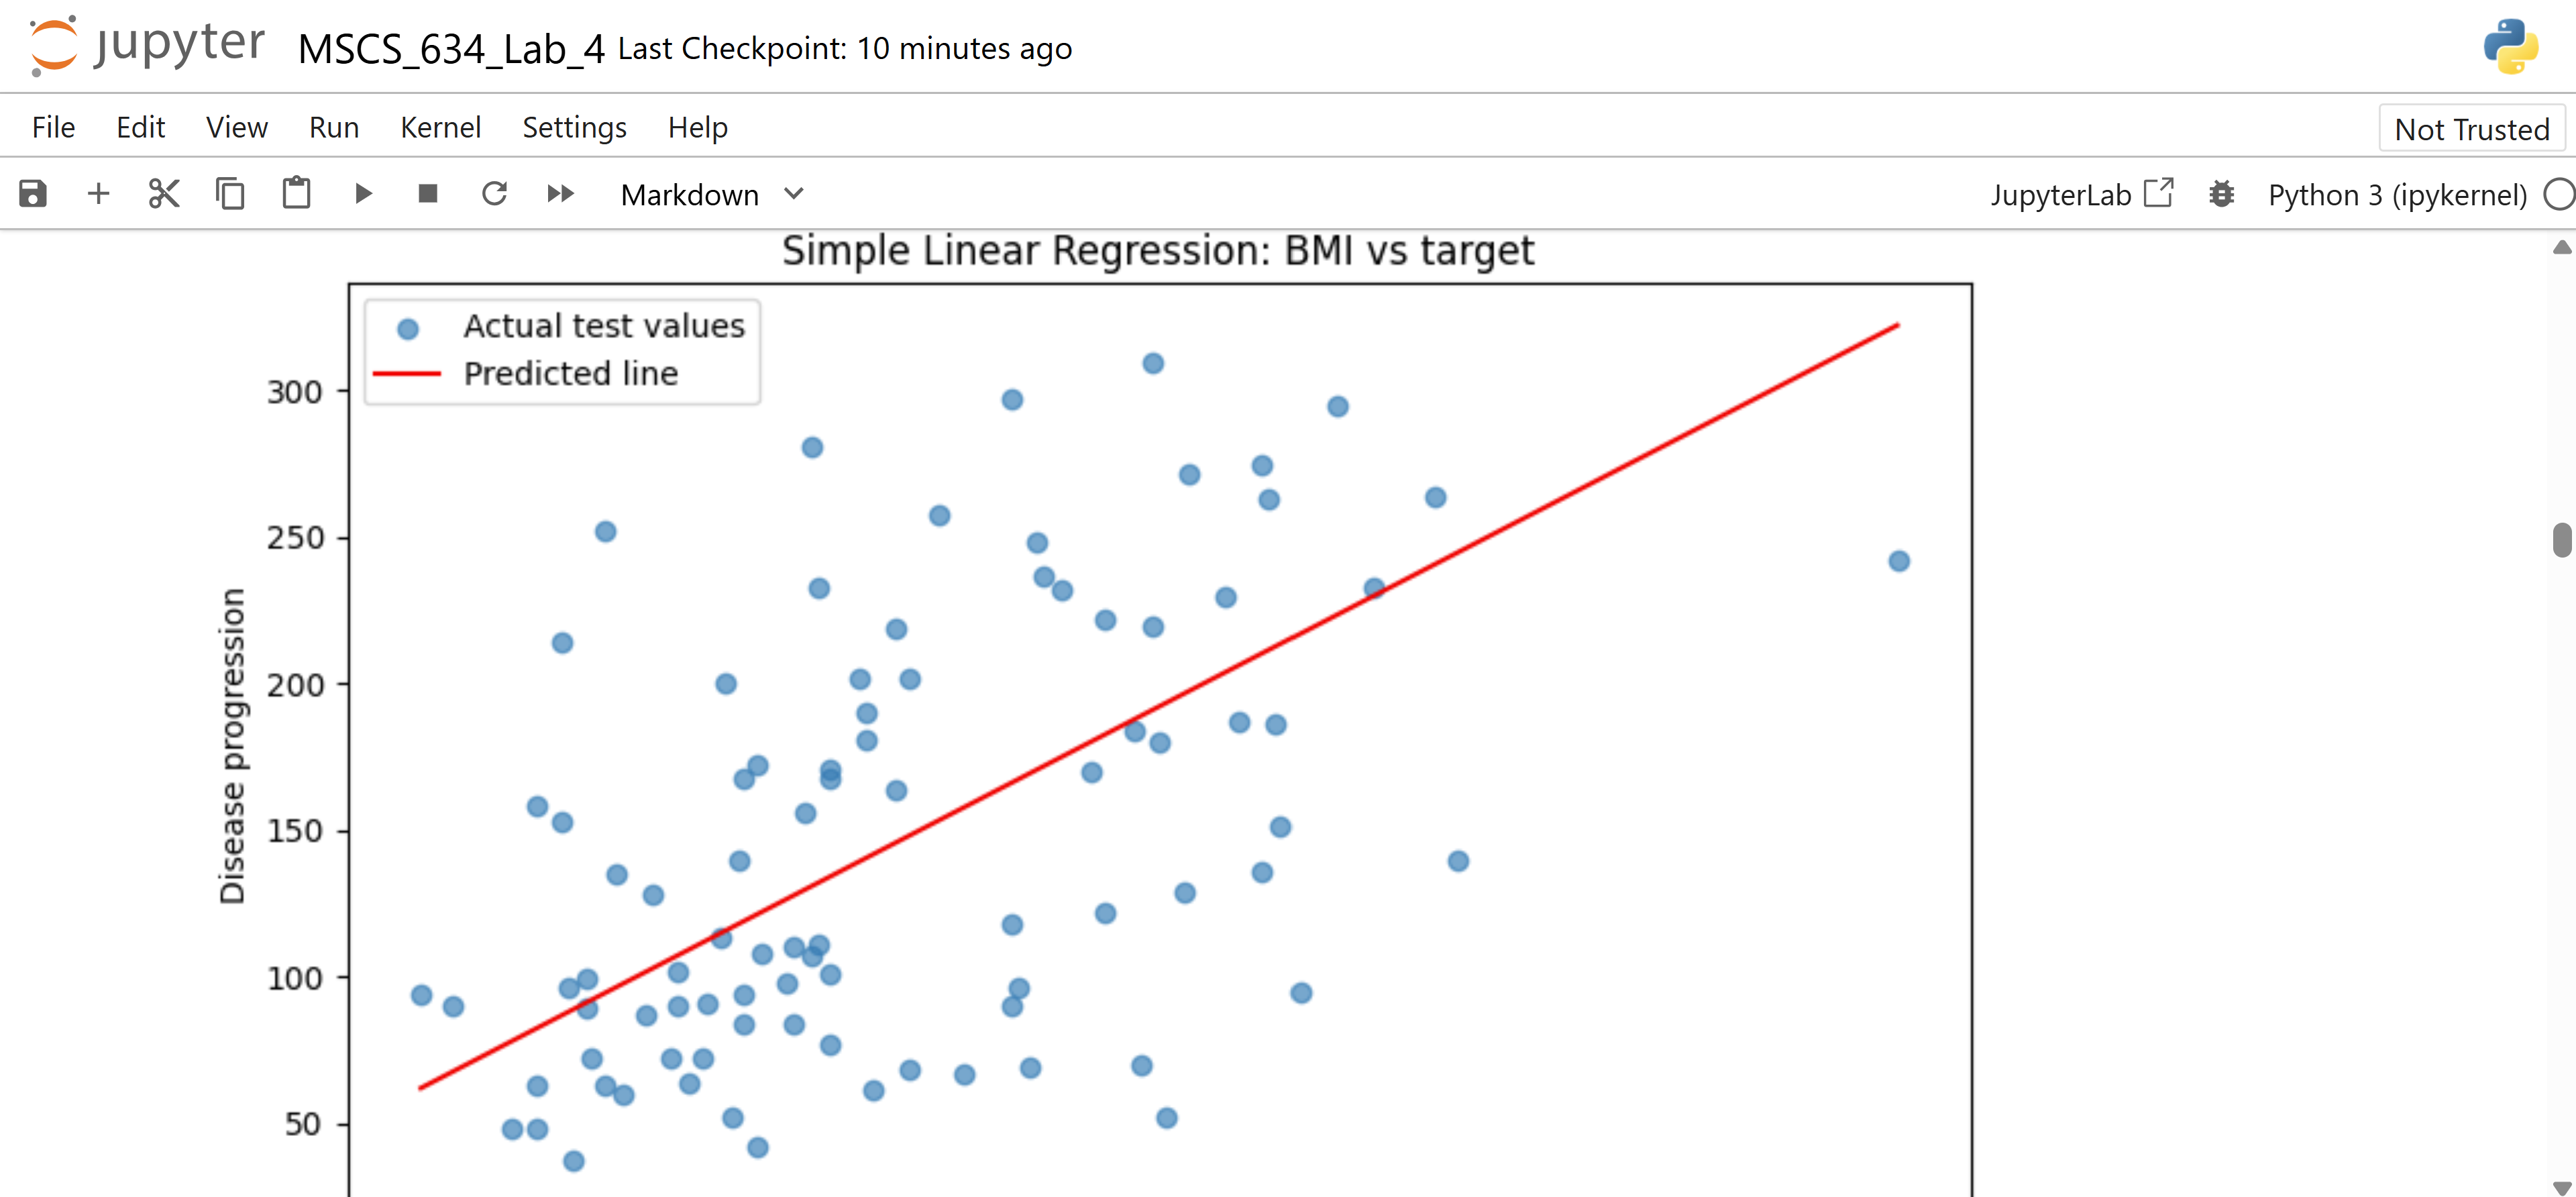 jupyter MSCS_634_Lab_4 Last Checkpoint: 10 minutes ago
File Edit View Run Kernel Settings Help Not Trusted
Markdown JupyterLab Python 3 (ipykernel)
Simple Linear Regression: BMI vs target
Actual test values
Predicted line
300
250
200
150
100
50
Disease progression